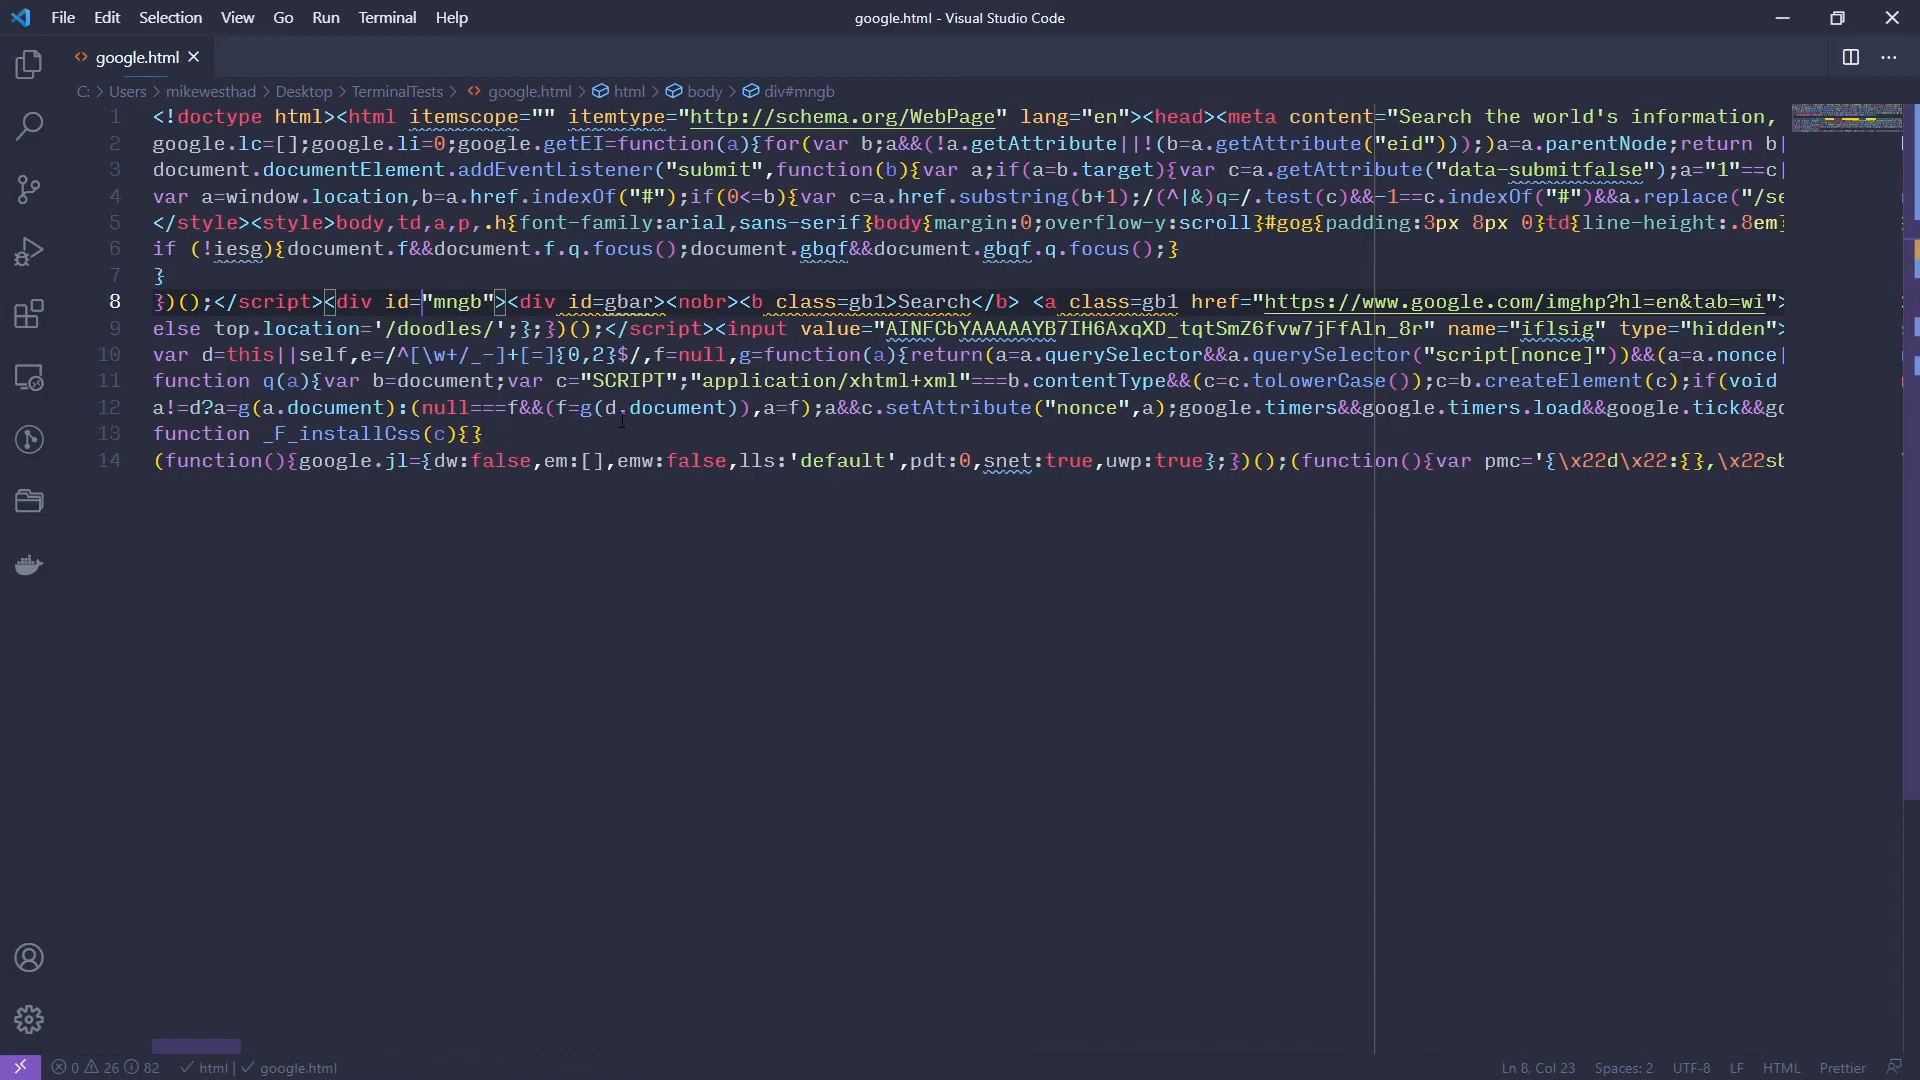 File Edit Selection View Go Run Terminal Help
google.html - Visual Studio Code
google.html
C: > Users > mikewesthad > Desktop > TerminalTests > google.html > html > body > div#mngb
1 <!doctype html><html itemscope="" itemtype="http://schema.org/WebPage" lang="en"><head><meta content="Search the world's information,
2 google.lc=[];google.li=0;google.getEI=function(a){for(var b;a&&(!a.getAttribute||!(b=a.getAttribute("eid")));)a=a.parentNode;return b|
3 document.documentElement.addEventListener("submit",function(b){var a;if(a=b.target){var c=a.getAttribute("data-submitfalse");a="1"==c|
4 var a=window.location,b=a.href.indexOf("#");if(0<=b){var c=a.href.substring(b+1);/(^|&)q=/.test(c)&&-1==c.indexOf("#")&&a.replace("/se
5 </style><style>body,td,a,p,.h{font-family:arial,sans-serif}body{margin:0;overflow-y:scroll}#gog{padding:3px 8px 0}td{line-height:.8em}
6 if (!iesg){document.f&&document.f.q.focus();document.gbqf&&document.gbqf.q.focus();}
7 }
8 })();</script><div id="mngb"><div id=gbar><nobr><b class=gb1>Search</b> <a class=gb1 href="https://www.google.com/imghp?hl=en&tab=wi">
9 else top.location='/doodles/';};})();</script><input value="AINFCbYAAAAAYB7IH6AxqXD_tqtSmZ6fvw7jFfAln_8r" name="iflsig" type="hidden">
10 var d=this||self,e=/^[\w+/_-]+[=]{0,2}$/,f=null,g=function(a){return(a=a.querySelector&&a.querySelector("script[nonce]"))&&(a=a.nonce|
11 function q(a){var b=document;var c="SCRIPT";"application/xhtml+xml"===b.contentType&&(c=c.toLowerCase());c=b.createElement(c);if(void
12 a!=d?a=g(a.document):(null===f&&(f=g(d.document)),a=f);a&&c.setAttribute("nonce",a);google.timers&&google.timers.load&&google.tick&&go
13 function _F_installCss(c){}
14 (function(){google.jl={dw:false,em:[],emw:false,lls:'default',pdt:0,snet:true,uwp:true};})();(function(){var pmc='{\x22d\x22:{},\x22sb
0 26 82 html | google.html
Ln 8, Col 23 Spaces: 2 UTF-8 LF HTML Prettier